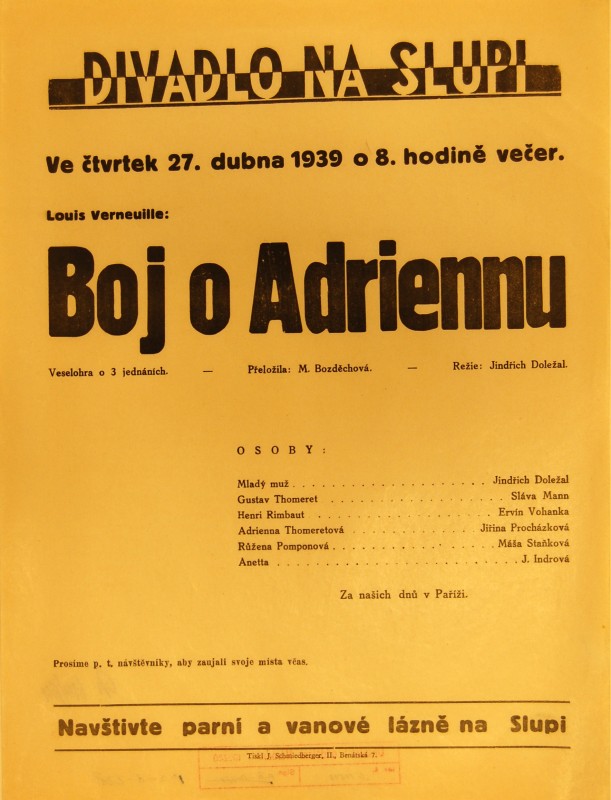 DIVADLO NA SLUPI
Ve čtvrtek 27. dubna 1939 o 8. hodině večer.
Louis Verneuille:
Boj o Adriennu
Veselohra o 3 jednáních. — Přeložila: M. Bozděchová. — Režie: Jindřich Doležal.
OSOBY:
Mladý muž . . . . . . . . . . . . . . . . . . . . Jindřich Doležal
Gustav Thomeret . . . . . . . . . . . . . . . . . . Sláva Mann
Henri Rimbaut . . . . . . . . . . . . . . . . . . Ervín Vohanka
Adrienna Thomeretová . . . . . . . . . . . . . Jiřina Procházková
Růžena Pomponová . . . . . . . . . . . . . . . . Máša Staňková
Anetta . . . . . . . . . . . . . . . . . . . . . . . . J. Indrová
Za našich dnů v Paříži.
Prosíme p. t. návštěvníky, aby zaujali svoje místa včas.
Navštivte parní a vanové lázně na Slupi
Tiskl J. Schmiedberger, II., Benátská 7.